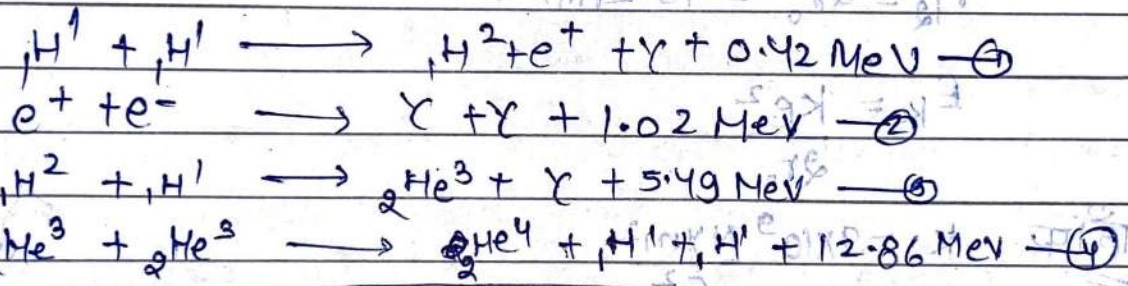 ₁H¹ + ₁H¹ ⟶ ₁H² + e⁺ + γ + 0.42 MeV —①
e⁺ + e⁻ ⟶ γ + γ + 1.02 MeV —②
₁H² + ₁H¹ ⟶ ₂He³ + γ + 5.49 MeV —③
He³ + ₂He³ ⟶ ₂He⁴ + ₁H¹ + ₁H¹ + 12.86 MeV —④